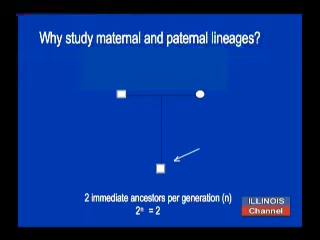 Why study maternal and paternal lineages?
2 immediate ancestors per generation (n)
2ⁿ = 2
ILLINOIS
Channel